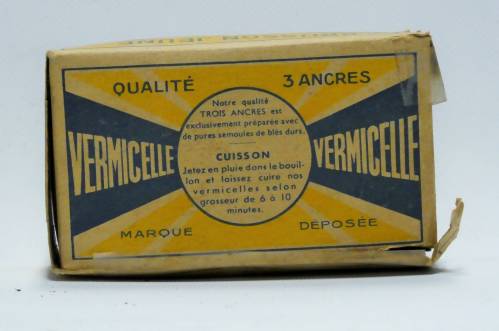 QUALITÉ 3 ANCRES
Notre qualité
TROIS ANCRES est
exclusivement préparée avec
de pures semoules de blés durs.
VERMICELLE
CUISSON
Jetez en pluie dans le bouil-
lon et laissez cuire nos
vermicelles selon
grosseur de 6 à 10
minutes.
VERMICELLE
MARQUE DÉPOSÉE